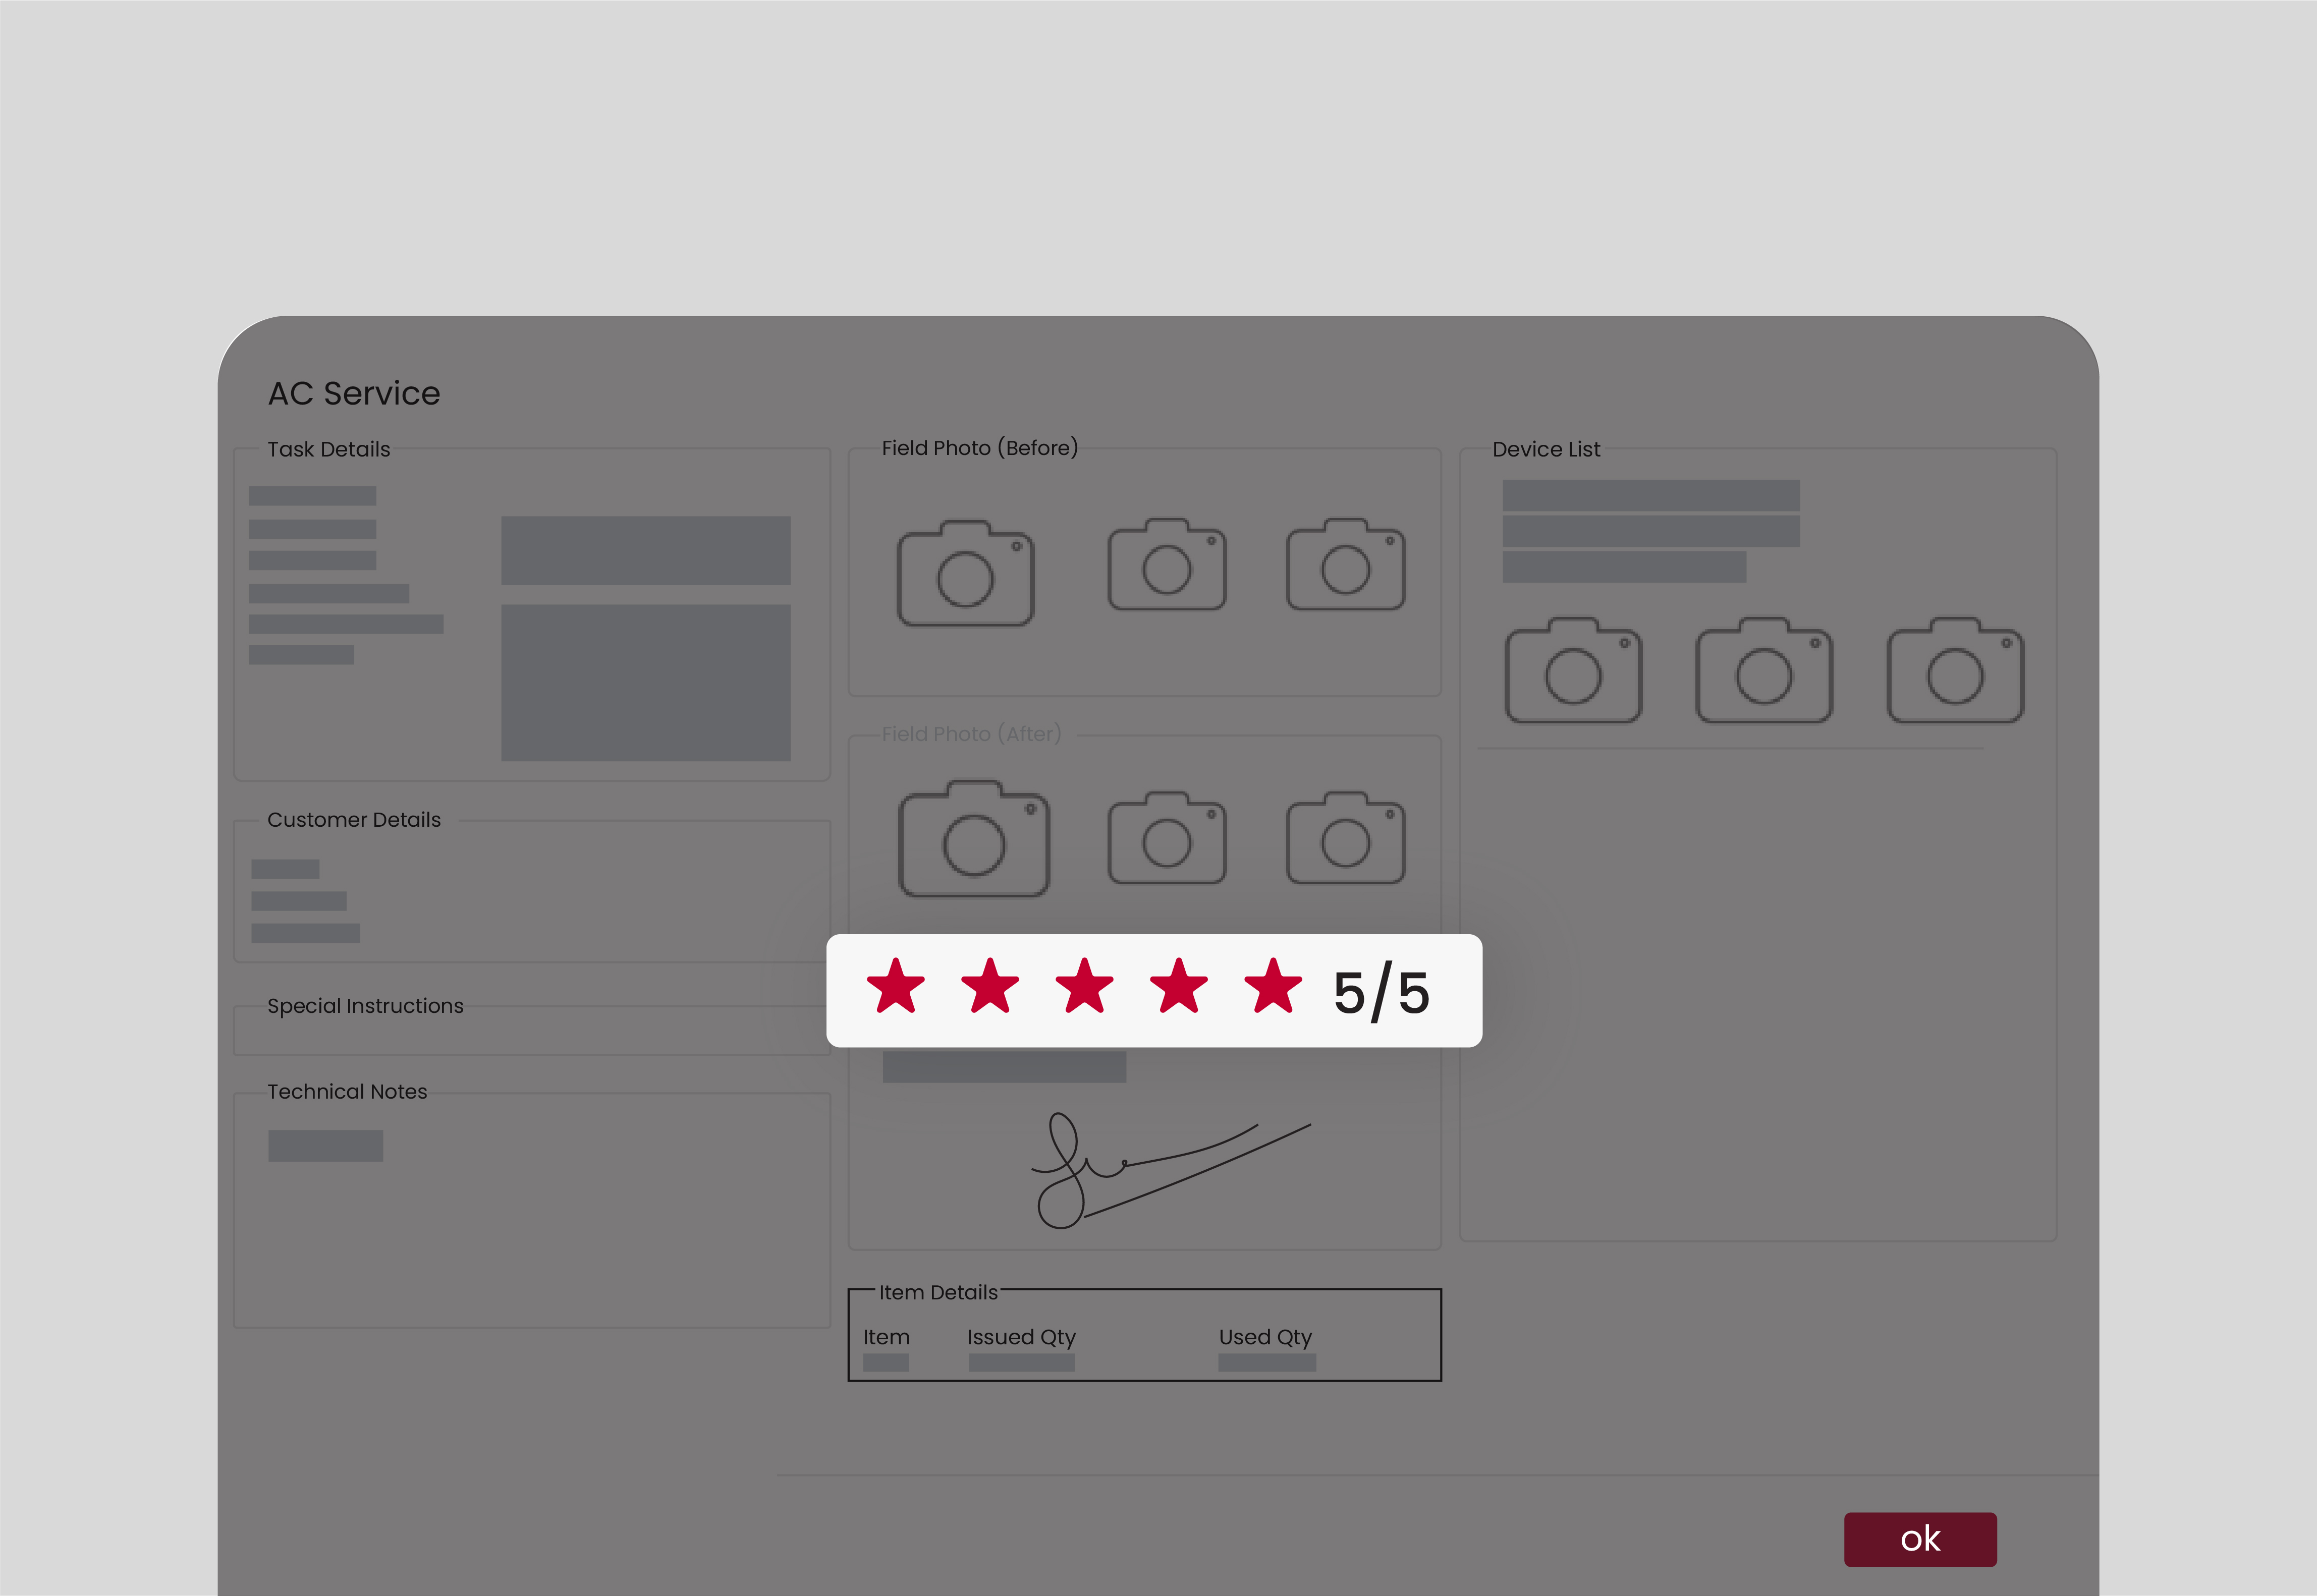 AC Service
Task Details
Customer Details
Special Instructions
Technical Notes
Field Photo (Before)
Field Photo (After)
5/5
Item Details
Item Issued Qty Used Qty
Device List
ok